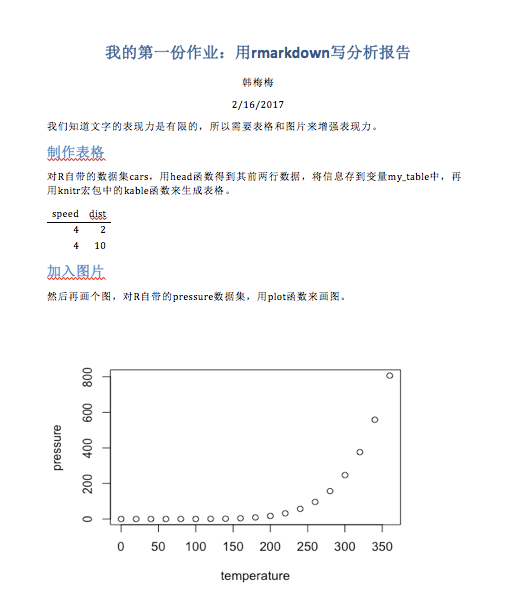 我的第一份作业：用rmarkdown写分析报告
韩梅梅
2/16/2017
我们知道文字的表现力是有限的，所以需要表格和图片来增强表现力。
制作表格
对R自带的数据集cars，用head函数得到其前两行数据，将信息存到变量my_table中，再
用knitr宏包中的kable函数来生成表格。
speed dist
4 2
4 10
加入图片
然后再画个图，对R自带的pressure数据集，用plot函数来画图。
800
600
400
200
0
pressure
0 50 100 150 200 250 300 350
temperature